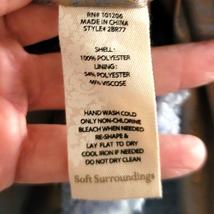 RN# 101206
MADE IN CHINA
STYLE# 2BR77
SHELL:
100% POLYESTER
LINING:
54% POLYESTER
46% VISCOSE
HAND WASH COLD
ONLY NON-CHLORINE
BLEACH WHEN NEEDED
RE-SHAPE &
LAY FLAT TO DRY
COOL IRON IF NEEDED
DO NOT DRY CLEAN
Soft Surroundings